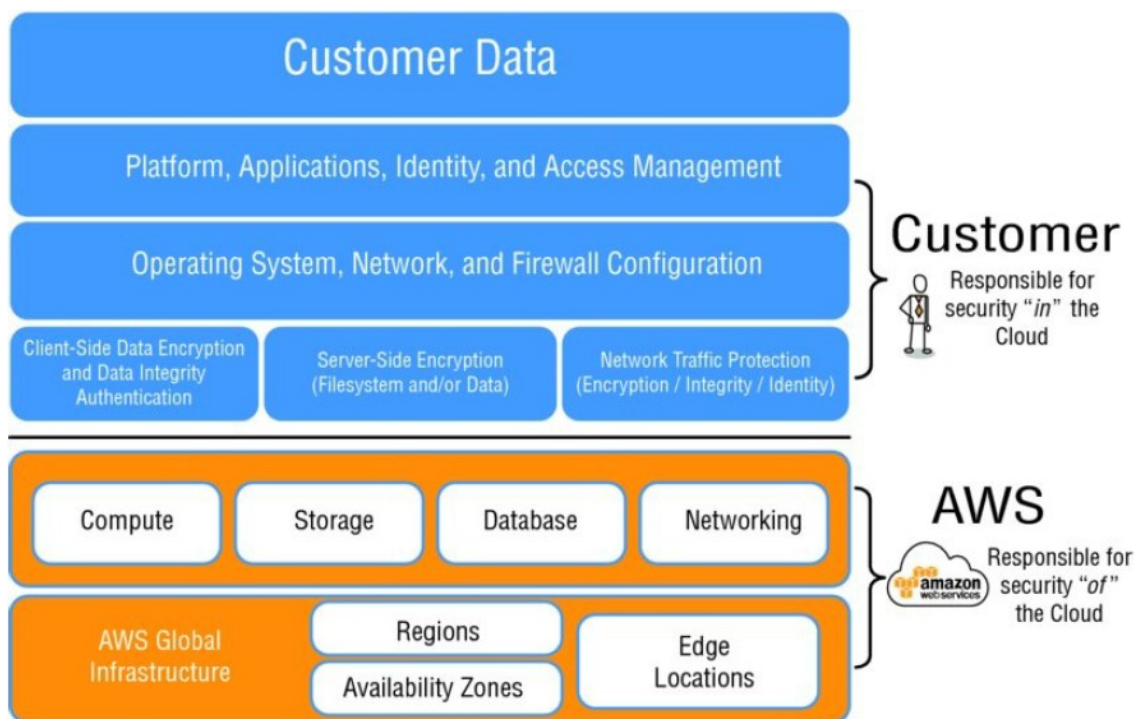 Customer Data
Platform, Applications, Identity, and Access Management
Operating System, Network, and Firewall Configuration
Client-Side Data Encryption
and Data Integrity
Authentication
Server-Side Encryption
(Filesystem and/or Data)
Network Traffic Protection
(Encryption / Integrity / Identity)
Customer
Responsible for
security “in” the
Cloud
Compute
Storage
Database
Networking
AWS Global
Infrastructure
Regions
Availability Zones
Edge
Locations
AWS
amazon
webservices
Responsible for
security “of”
the Cloud